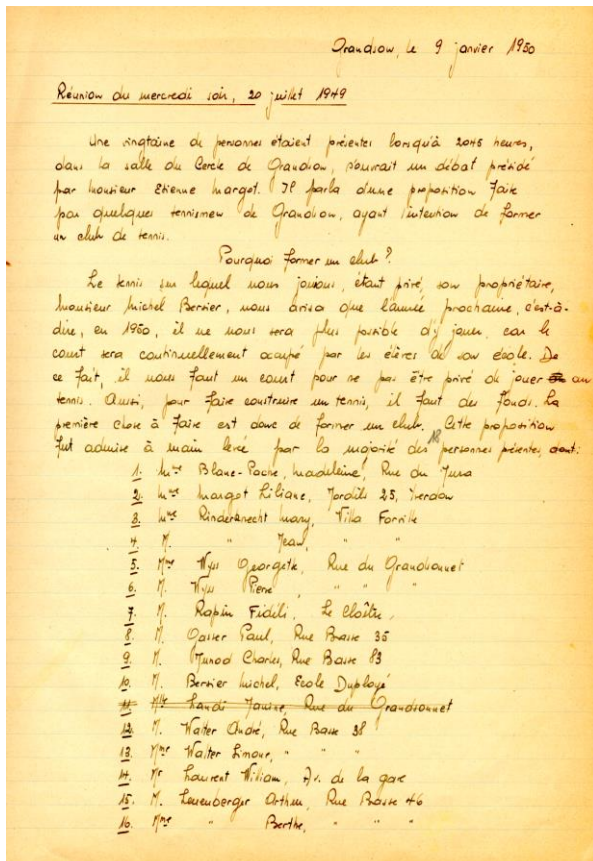 Grandson, le 9 janvier 1950
Réunion du mercredi soir, 20 juillet 1949
Une vingtaine de personnes étaient présentes lorsqu'à 2045 heures,
dans la salle du Cercle de Grandson, s'ouvrait un débat présidé
par Monsieur Etienne Margot. Il parla d'une proposition faite
par quelques tennismen de Grandson, ayant l'intention de former
un club de tennis.
Pourquoi former un club ?
Le tennis sur lequel nous jouions, étant privé, son propriétaire,
Monsieur Michel Bersier, nous avisa que l'année prochaine, c'est-à-
dire, en 1950, il ne nous sera plus possible d'y jouer, car le
court sera continuellement occupé par les élèves de son école. De
ce fait, il nous faut un court pour ne pas être privé de jouer au
tennis. Aussi, pour faire construire un tennis, il faut des fonds. La
première chose à faire est donc de former un club. Cette proposition
fut admise à main levée par la majorité des personnes présentes, dont:
1. Mme Blanc-Poche, Madeleine, Rue du Jura
2. Mme Margot Liliane, Jordils 25, Yverdon
3. Mme Rinderknecht Mary, Villa
4. M. " Jean, " "
5. Mme Wyss Georgette, Rue du Grandsonnet
6. M. Wyss Pierre, " " "
7. M. Rapin Fidéli, Le Cloître,
8. M. Gasser Paul, Rue Basse 35
9. M. Junod Charles, Rue Basse 83
10. M. Bersier Michel, Ecole Duployé
11. Mlle Landi Janine, Rue du Grandsonnet
12. M. Walter André, Rue Basse 38
13. Mme Walter Simone, " " "
14. Mr Laurent William, Av. de la gare
15. M. Leuenberger Arthur, Rue Basse 46
16. Mme " Berthe, " " "